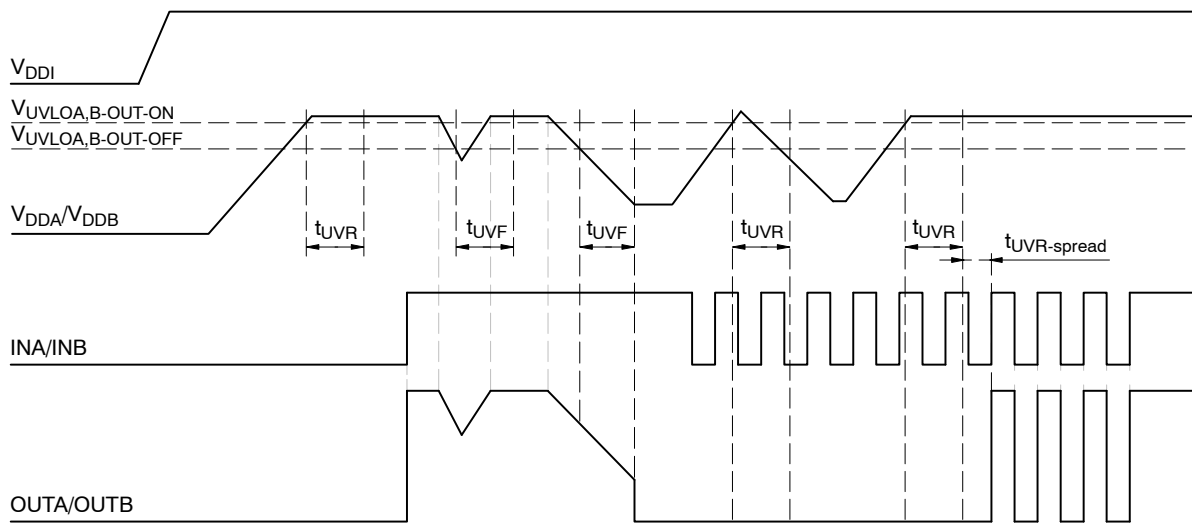 VDDI
VUVLOA,B-OUT-ON
VUVLOA,B-OUT-OFF
VDDA/VDDB
tUVR
tUVF
tUVF
tUVR
tUVR
tUVR-spread
INA/INB
OUTA/OUTB